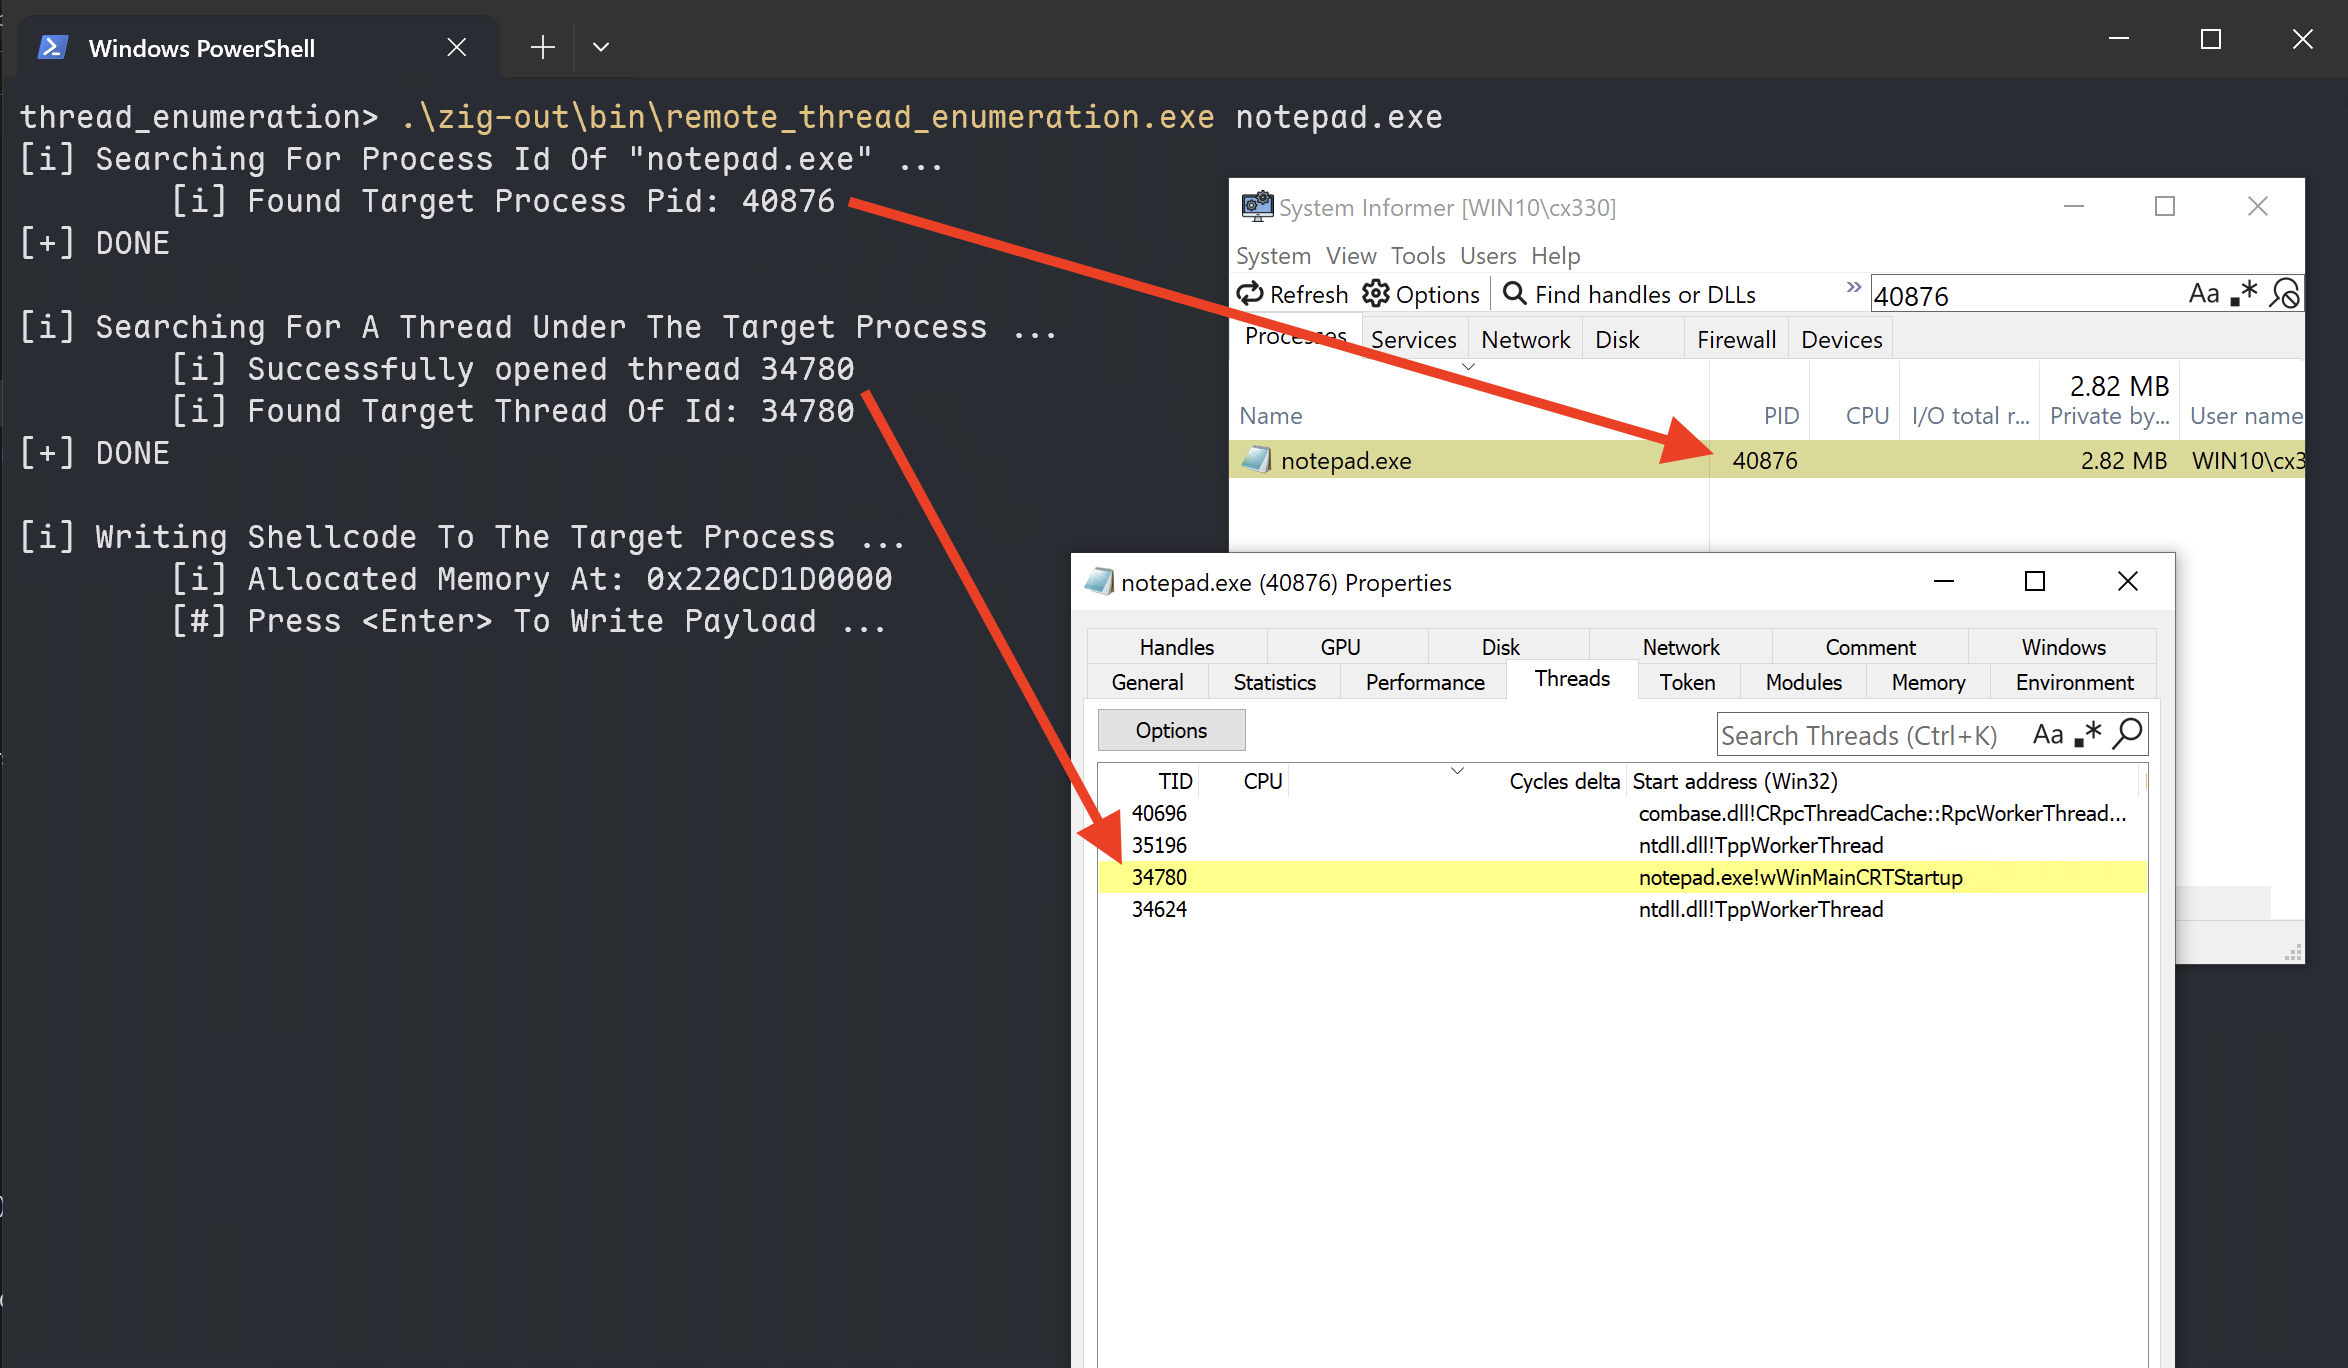 Windows PowerShell
thread_enumeration> .\zig-out\bin\remote_thread_enumeration.exe notepad.exe
[i] Searching For Process Id Of "notepad.exe" ...
[i] Found Target Process Pid: 40876
[+] DONE
[i] Searching For A Thread Under The Target Process ...
[i] Successfully opened thread 34780
[i] Found Target Thread Of Id: 34780
[+] DONE
[i] Writing Shellcode To The Target Process ...
[i] Allocated Memory At: 0x220CD1D0000
[#] Press <Enter> To Write Payload ...
System Informer [WIN10\cx330]
System View Tools Users Help
Refresh Options Find handles or DLLs » 40876 Aa .*
Processes Services Network Disk Firewall Devices
2.82 MB
Name PID CPU I/O total r... Private by... User name
notepad.exe 40876 2.82 MB WIN10\cx3
notepad.exe (40876) Properties
Handles GPU Disk Network Comment Windows
General Statistics Performance Threads Token Modules Memory Environment
Options Search Threads (Ctrl+K) Aa .*
TID CPU Cycles delta Start address (Win32)
40696 combase.dll!CRpcThreadCache::RpcWorkerThread...
35196 ntdll.dll!TppWorkerThread
34780 notepad.exe!wWinMainCRTStartup
34624 ntdll.dll!TppWorkerThread